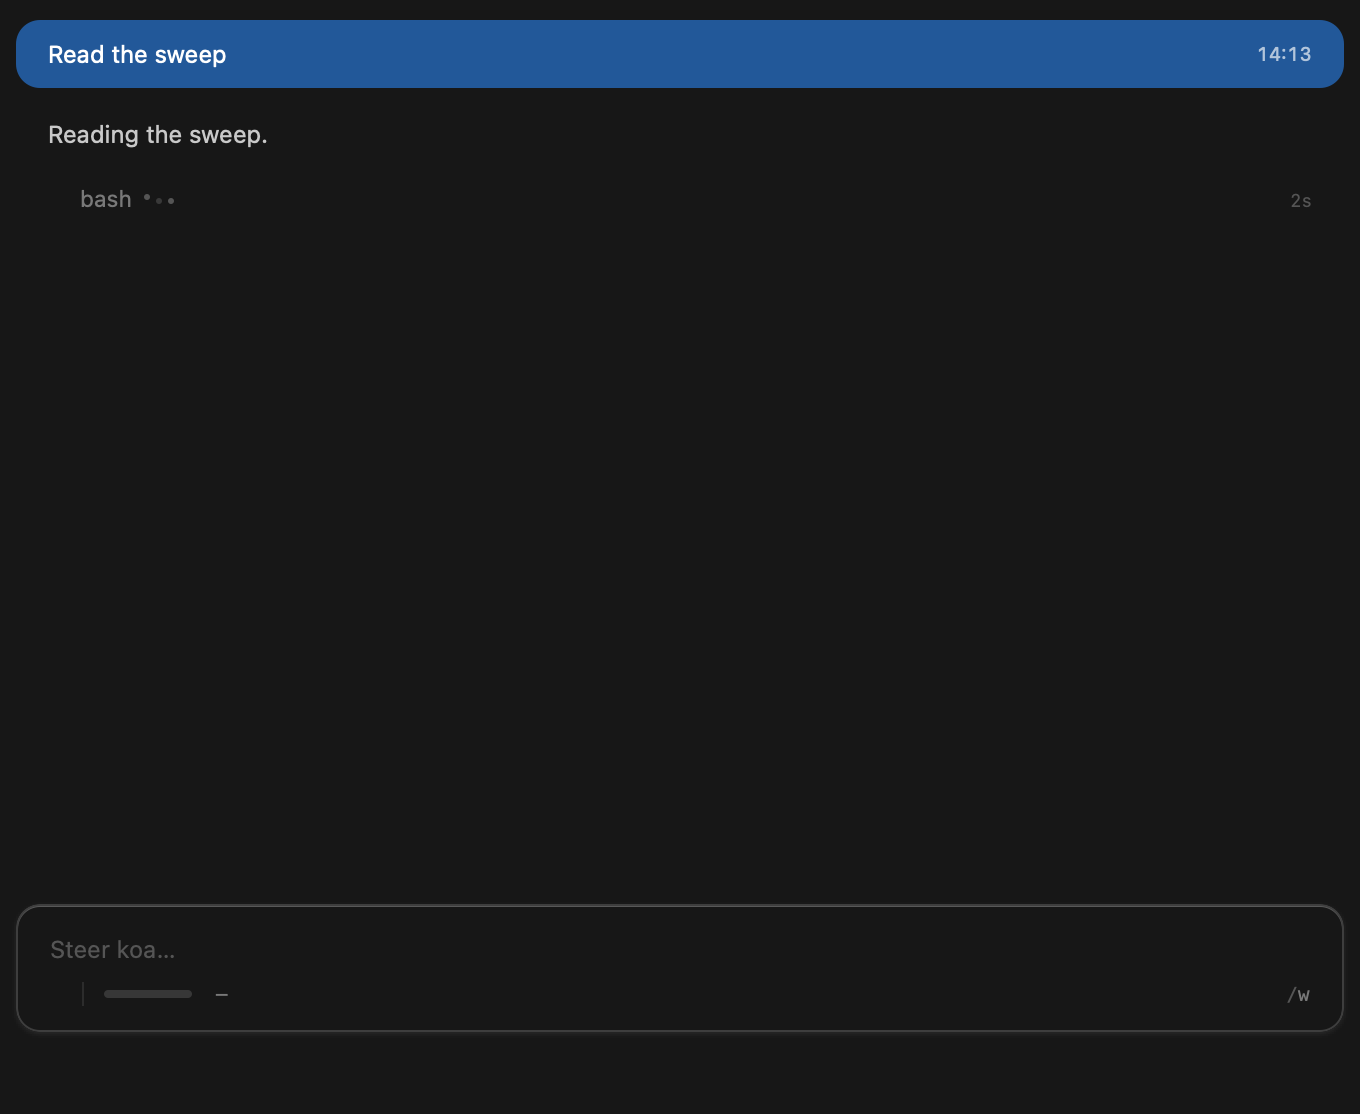 Read the sweep
14:13
Reading the sweep.
bash
2s
Steer koa…
–
/w